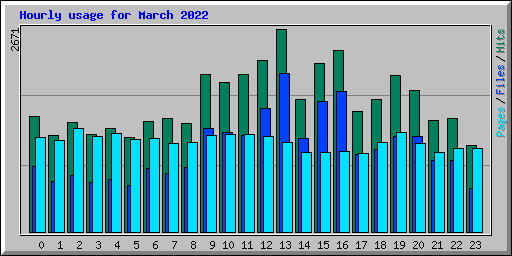 Hourly usage for March 2022
2671
Pages / Files / Hits
0 1 2 3 4 5 6 7 8 9 10 11 12 13 14 15 16 17 18 19 20 21 22 23